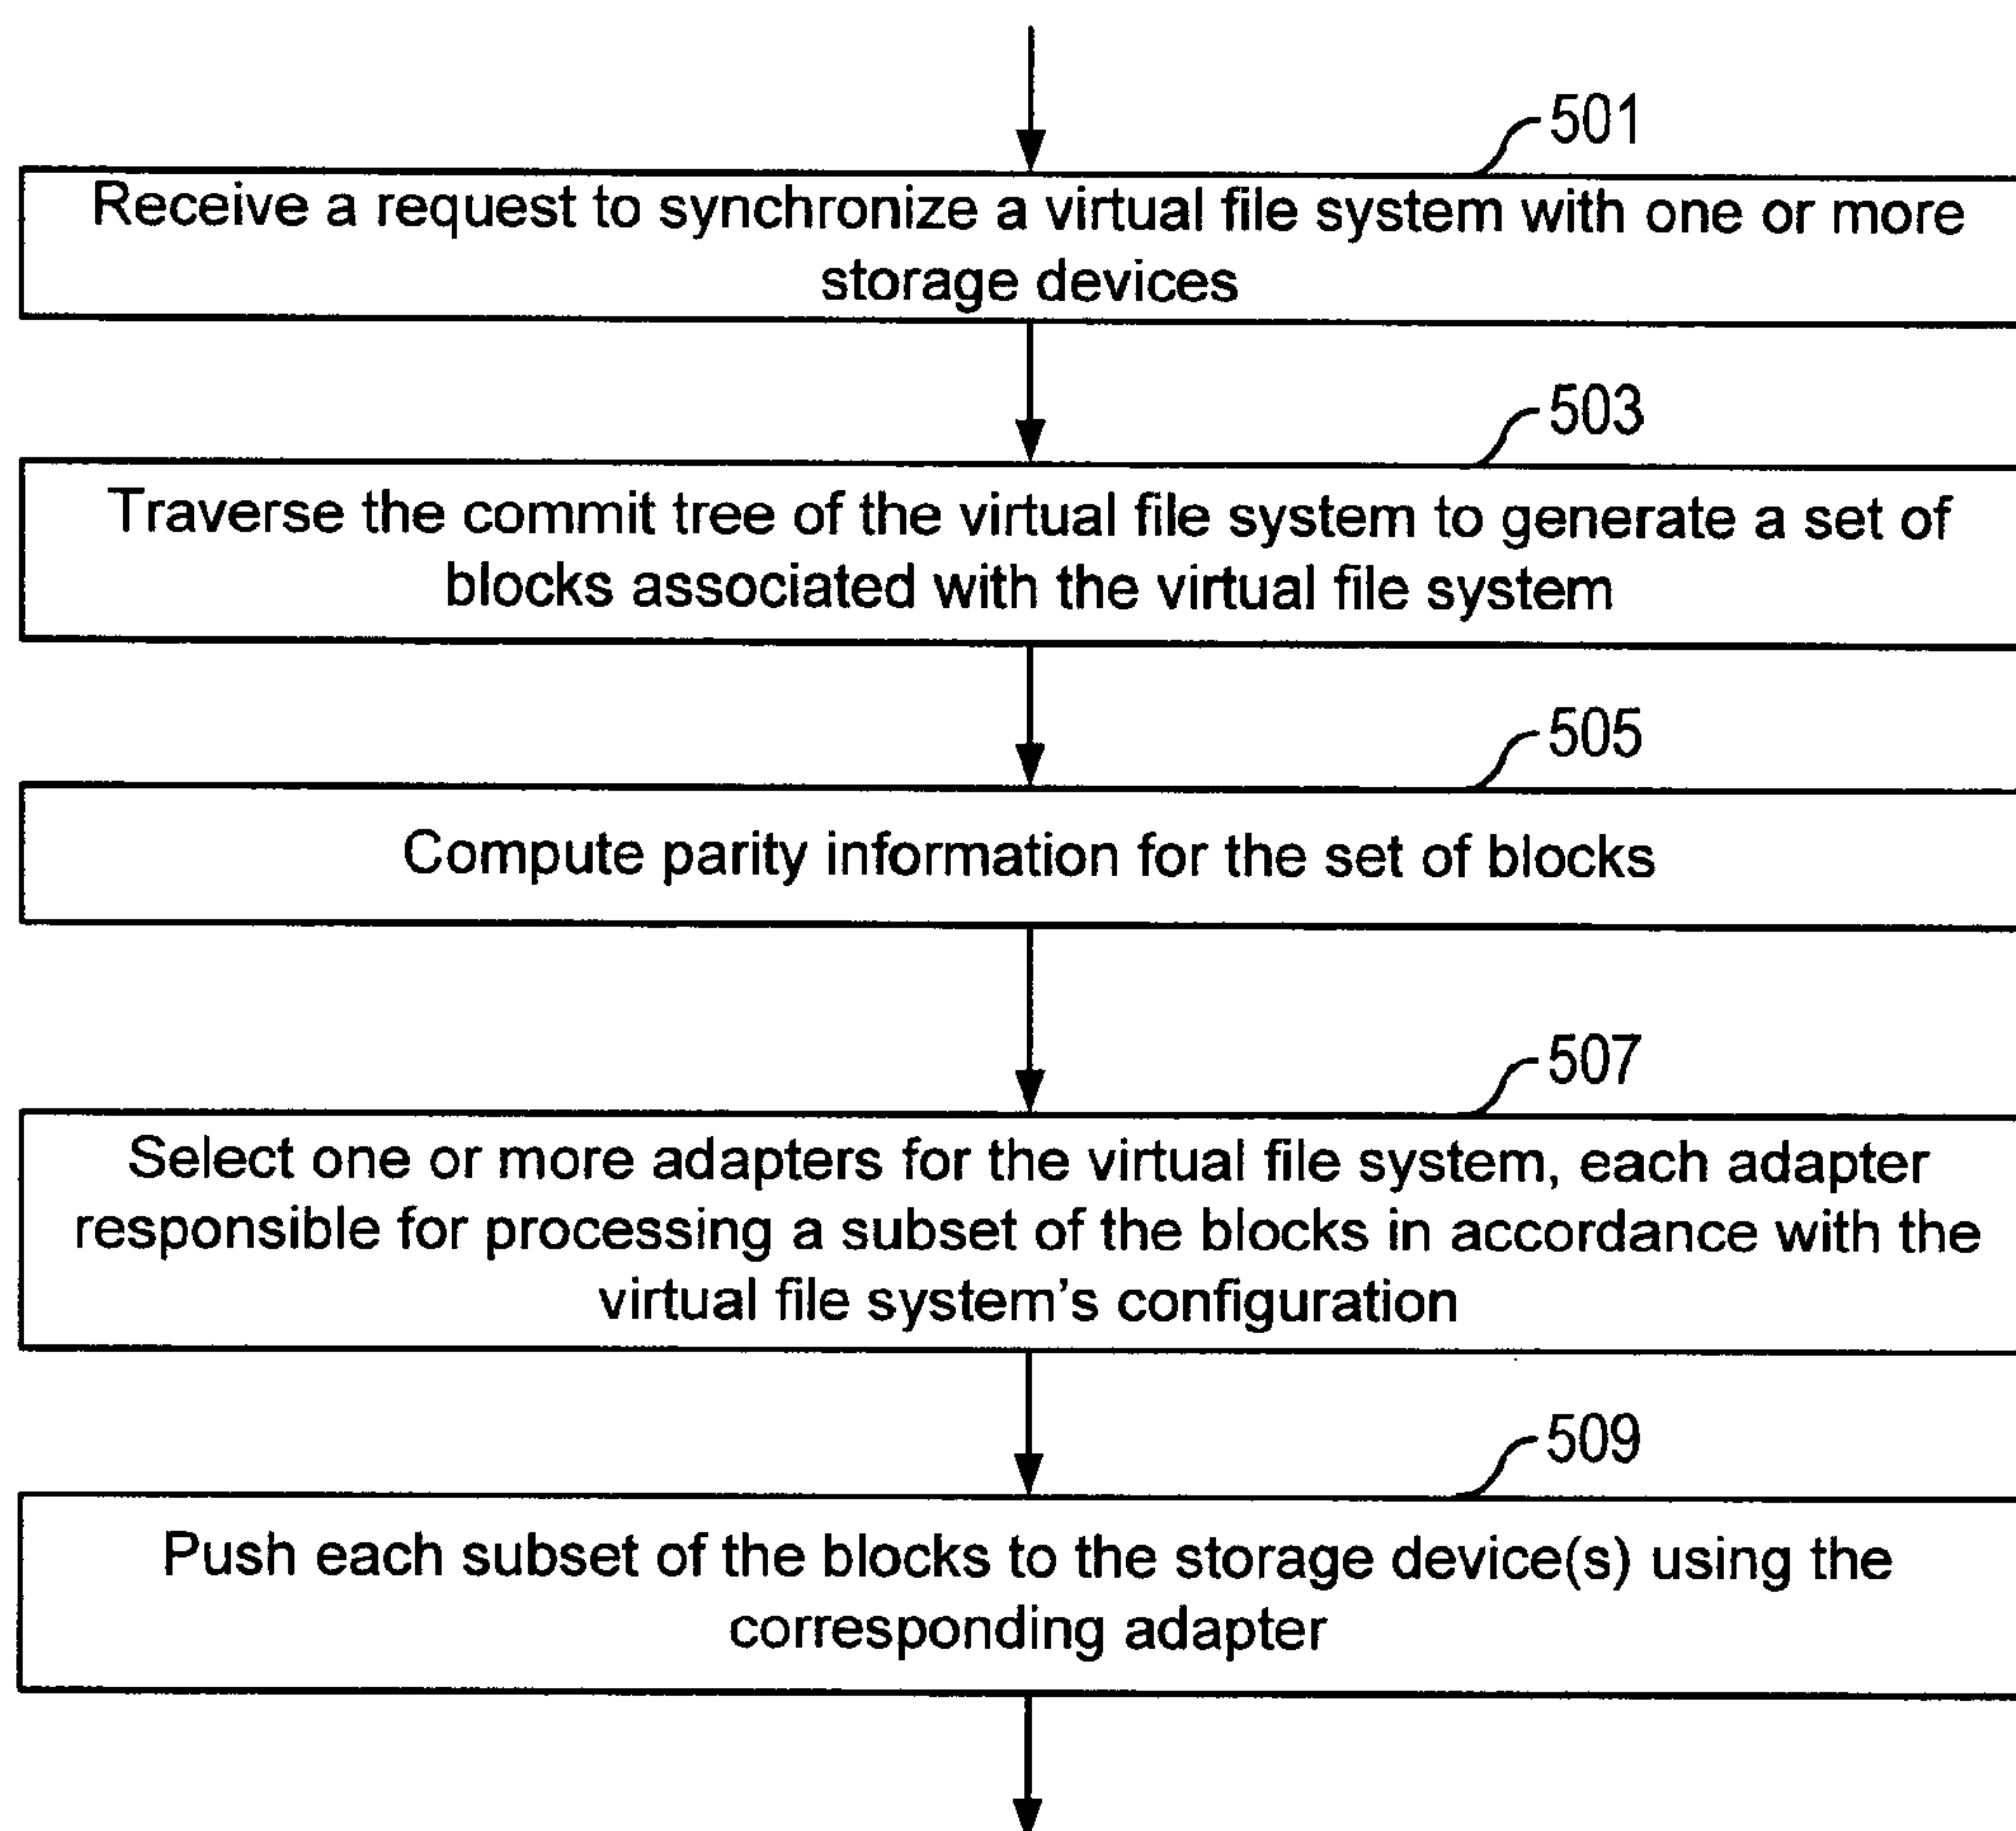 501
Receive a request to synchronize a virtual file system with one or more
storage devices
503
Traverse the commit tree of the virtual file system to generate a set of
blocks associated with the virtual file system
505
Compute parity information for the set of blocks
507
Select one or more adapters for the virtual file system, each adapter
responsible for processing a subset of the blocks in accordance with the
virtual file system's configuration
509
Push each subset of the blocks to the storage device(s) using the
corresponding adapter